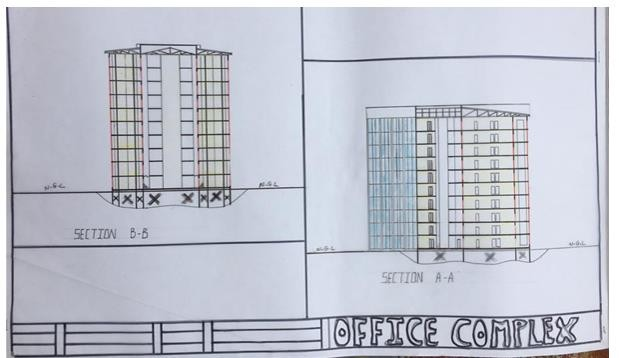 N.G.L
N.G.L
SECTION B-B
N.G.L
N.G.L
SECTION A-A
OFFICE COMPLEX